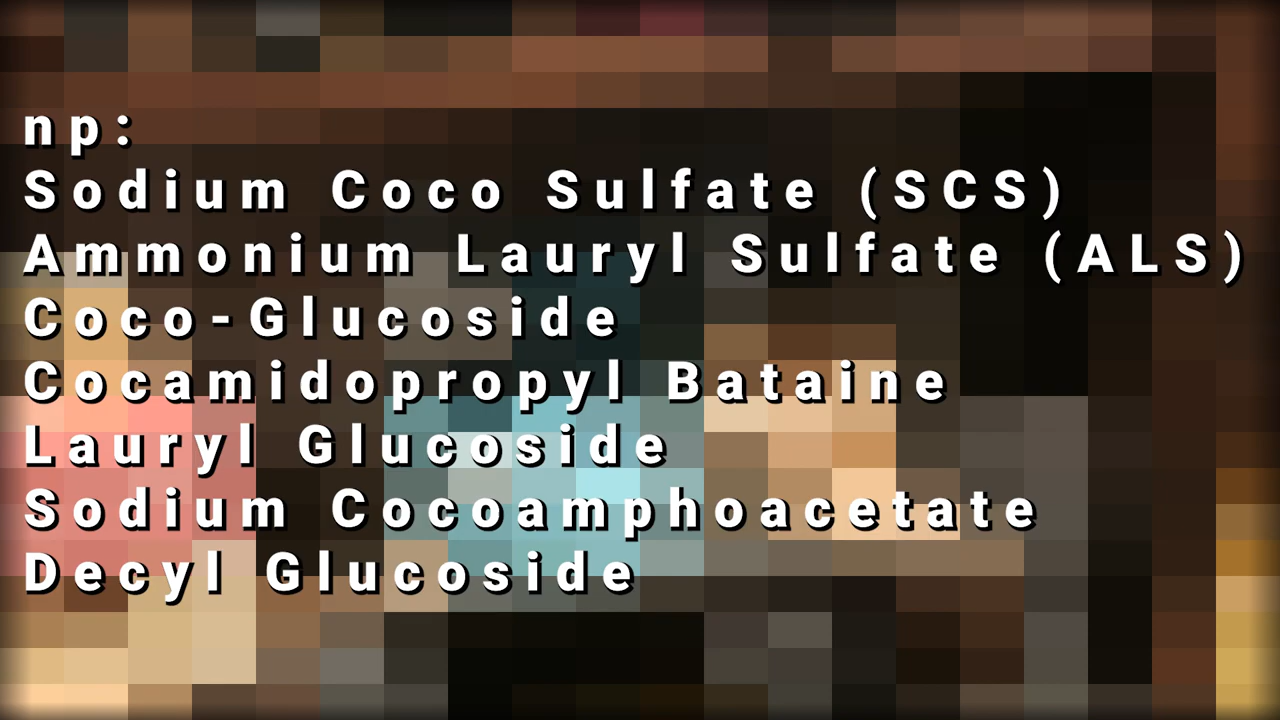 np:
Sodium Coco Sulfate (SCS)
Ammonium Lauryl Sulfate (ALS)
Coco-Glucoside
Cocamidopropyl Bataine
Lauryl Glucoside
Sodium Cocoamphoacetate
Decyl Glucoside